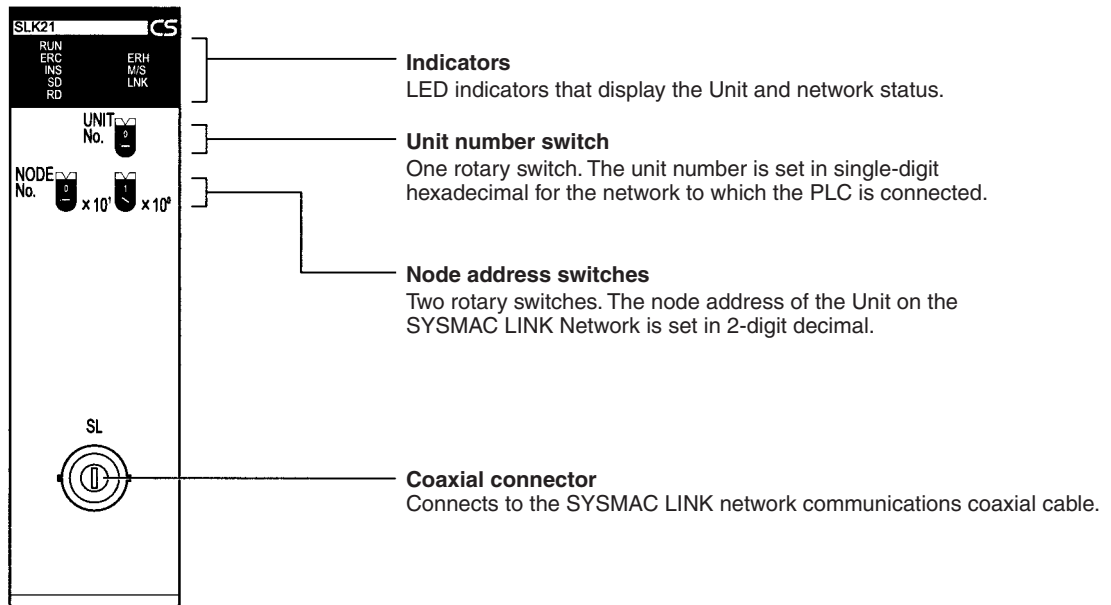 SLK21 CS
RUN
ERC ERH
INS M/S
SD LNK
RD
UNIT
No. 0
NODE
No. 0 ×10¹ 1 ×10⁰
SL
Indicators
LED indicators that display the Unit and network status.
Unit number switch
One rotary switch. The unit number is set in single-digit
hexadecimal for the network to which the PLC is connected.
Node address switches
Two rotary switches. The node address of the Unit on the
SYSMAC LINK Network is set in 2-digit decimal.
Coaxial connector
Connects to the SYSMAC LINK network communications coaxial cable.